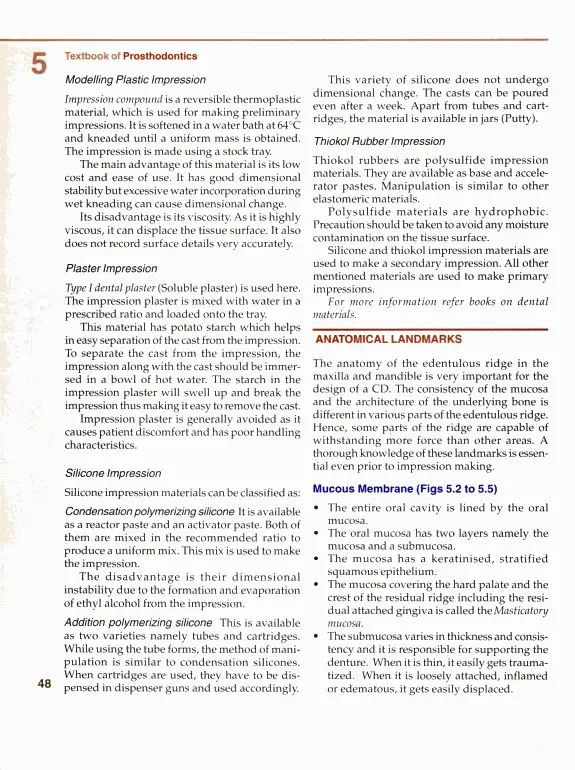 5
Textbook of Prosthodontics
Modelling Plastic Impression
Impression compound is a reversible thermoplastic
material, which is used for making preliminary
impressions. It is softened in a water bath at 64°C
and kneaded until a uniform mass is obtained.
The impression is made using a stock tray.
The main advantage of this material is its low
cost and ease of use. It has good dimensional
stability but excessive water incorporation during
wet kneading can cause dimensional change.
Its disadvantage is its viscosity. As it is highly
viscous, it can displace the tissue surface. It also
does not record surface details very accurately.
Plaster Impression
Type I dental plaster (Soluble plaster) is used here.
The impression plaster is mixed with water in a
prescribed ratio and loaded onto the tray.
This material has potato starch which helps
in easy separation of the cast from the impression.
To separate the cast from the impression, the
impression along with the cast should be immer-
sed in a bowl of hot water. The starch in the
impression plaster will swell up and break the
impression thus making it easy to remove the cast.
Impression plaster is generally avoided as it
causes patient discomfort and has poor handling
characteristics.
Silicone Impression
Silicone impression materials can be classified as:
Condensation polymerizing silicone It is available
as a reactor paste and an activator paste. Both of
them are mixed in the recommended ratio to
produce a uniform mix. This mix is used to make
the impression.
The disadvantage is their dimensional
instability due to the formation and evaporation
of ethyl alcohol from the impression.
Addition polymerizing silicone This is available
as two varieties namely tubes and cartridges.
While using the tube forms, the method of mani-
pulation is similar to condensation silicones.
When cartridges are used, they have to be dis-
pensed in dispenser guns and used accordingly.
48
This variety of silicone does not undergo
dimensional change. The casts can be poured
even after a week. Apart from tubes and cart-
ridges, the material is available in jars (Putty).
Thiokol Rubber Impression
Thiokol rubbers are polysulfide impression
materials. They are available as base and accele-
rator pastes. Manipulation is similar to other
elastomeric materials.
Polysulfide materials are hydrophobic.
Precaution should be taken to avoid any moisture
contamination on the tissue surface.
Silicone and thiokol impression materials are
used to make a secondary impression. All other
mentioned materials are used to make primary
impressions.
For more information refer books on dental
materials.
ANATOMICAL LANDMARKS
The anatomy of the edentulous ridge in the
maxilla and mandible is very important for the
design of a CD. The consistency of the mucosa
and the architecture of the underlying bone is
different in various parts of the edentulous ridge.
Hence, some parts of the ridge are capable of
withstanding more force than other areas. A
thorough knowledge of these landmarks is essen-
tial even prior to impression making.
Mucous Membrane (Figs 5.2 to 5.5)
• The entire oral cavity is lined by the oral
mucosa.
• The oral mucosa has two layers namely the
mucosa and a submucosa.
• The mucosa has a keratinised, stratified
squamous epithelium.
• The mucosa covering the hard palate and the
crest of the residual ridge including the resi-
dual attached gingiva is called the Masticatory
mucosa.
• The submucosa varies in thickness and consis-
tency and it is responsible for supporting the
denture. When it is thin, it easily gets trauma-
tized. When it is loosely attached, inflamed
or edematous, it gets easily displaced.